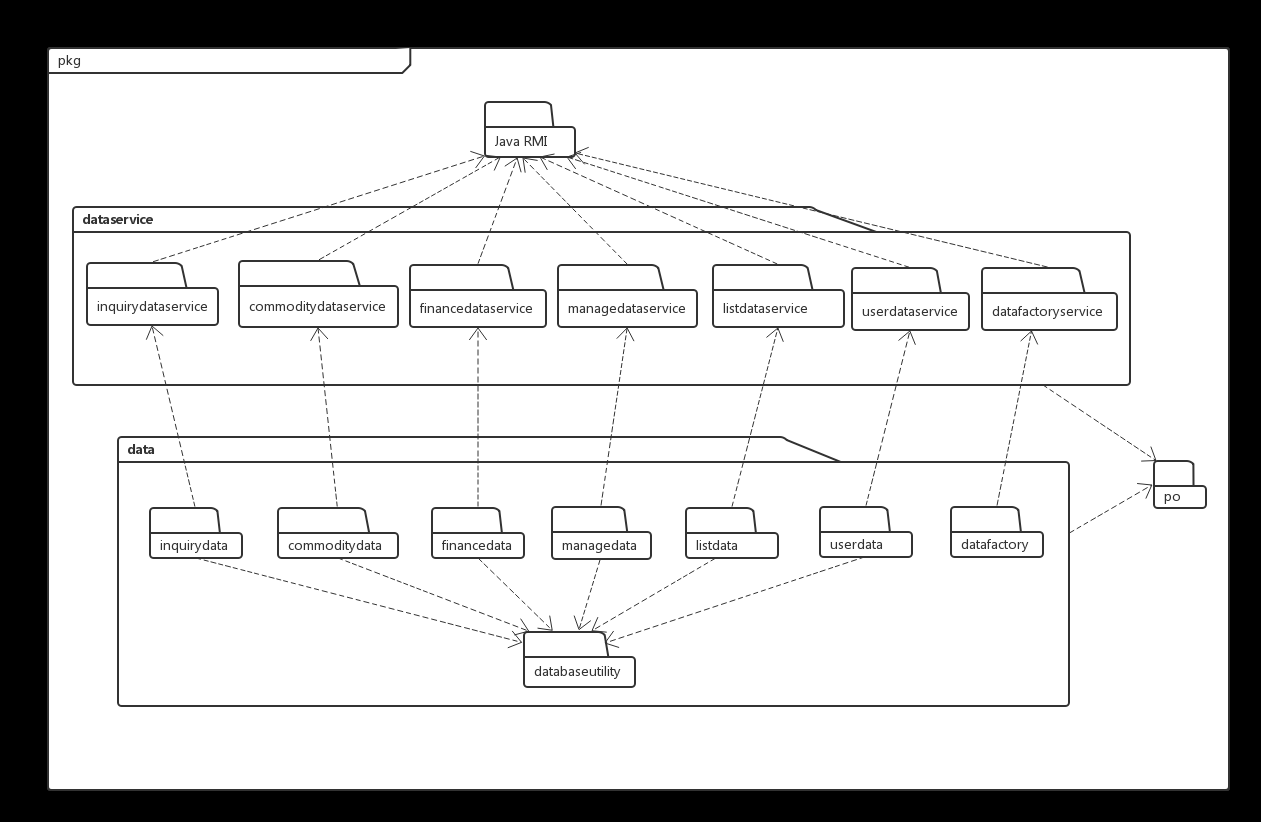 pkg
Java RMI
dataservice
inquirydataservice
commoditydataservice
financedataservice
managedataservice
listdataservice
userdataservice
datafactoryservice
data
po
inquirydata
commoditydata
financedata
managedata
listdata
userdata
datafactory
databaseutility